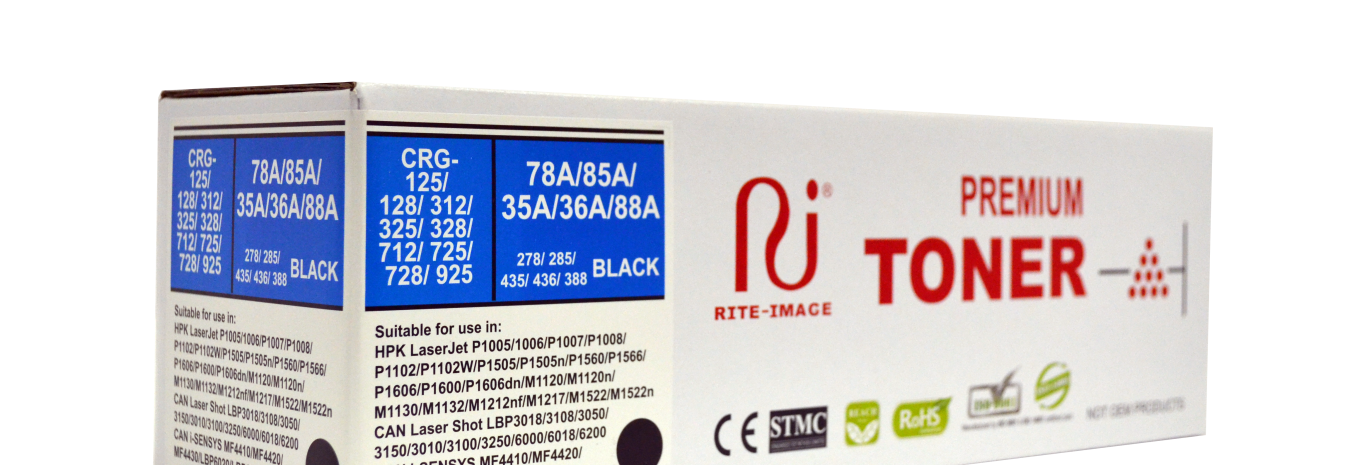 CRG-
125/
128/ 312/
325/ 328/
712/ 725/
728/ 925
78A/85A/
35A/36A/88A
278/ 285/
435/ 436/ 388 BLACK
Suitable for use in:
HPK LaserJet P1005/1006/P1007/P1008/
P1102/P1102W/P1505/P1505n/P1560/P1566/
P1606/P1600/P1606dn/M1120/M1120n/
M1130/M1132/M1212nf/M1217/M1522/M1522n
CAN Laser Shot LBP3018/3108/3050/
3150/3010/3100/3250/6000/6018/6200
CAN i-SENSYS MF4410/MF4420/
MF4430/LBP6020/
CRG-
125/
128/ 312/
325/ 328/
712/ 725/
728/ 925
78A/85A/
35A/36A/88A
278/ 285/
435/ 436/ 388 BLACK
Suitable for use in:
HPK LaserJet P1005/1006/P1007/P1008/
P1102/P1102W/P1505/P1505n/P1560/P1566/
P1606/P1600/P1606dn/M1120/M1120n/
M1130/M1132/M1212nf/M1217/M1522/M1522n
CAN Laser Shot LBP3018/3108/3050/
3150/3010/3100/3250/6000/6018/6200
i-SENSYS MF4410/MF4420/
Ri®
RITE-IMAGE
PREMIUM
TONER
CE
STMC
REACH
RoHS
NOT OEM PRODUCTS